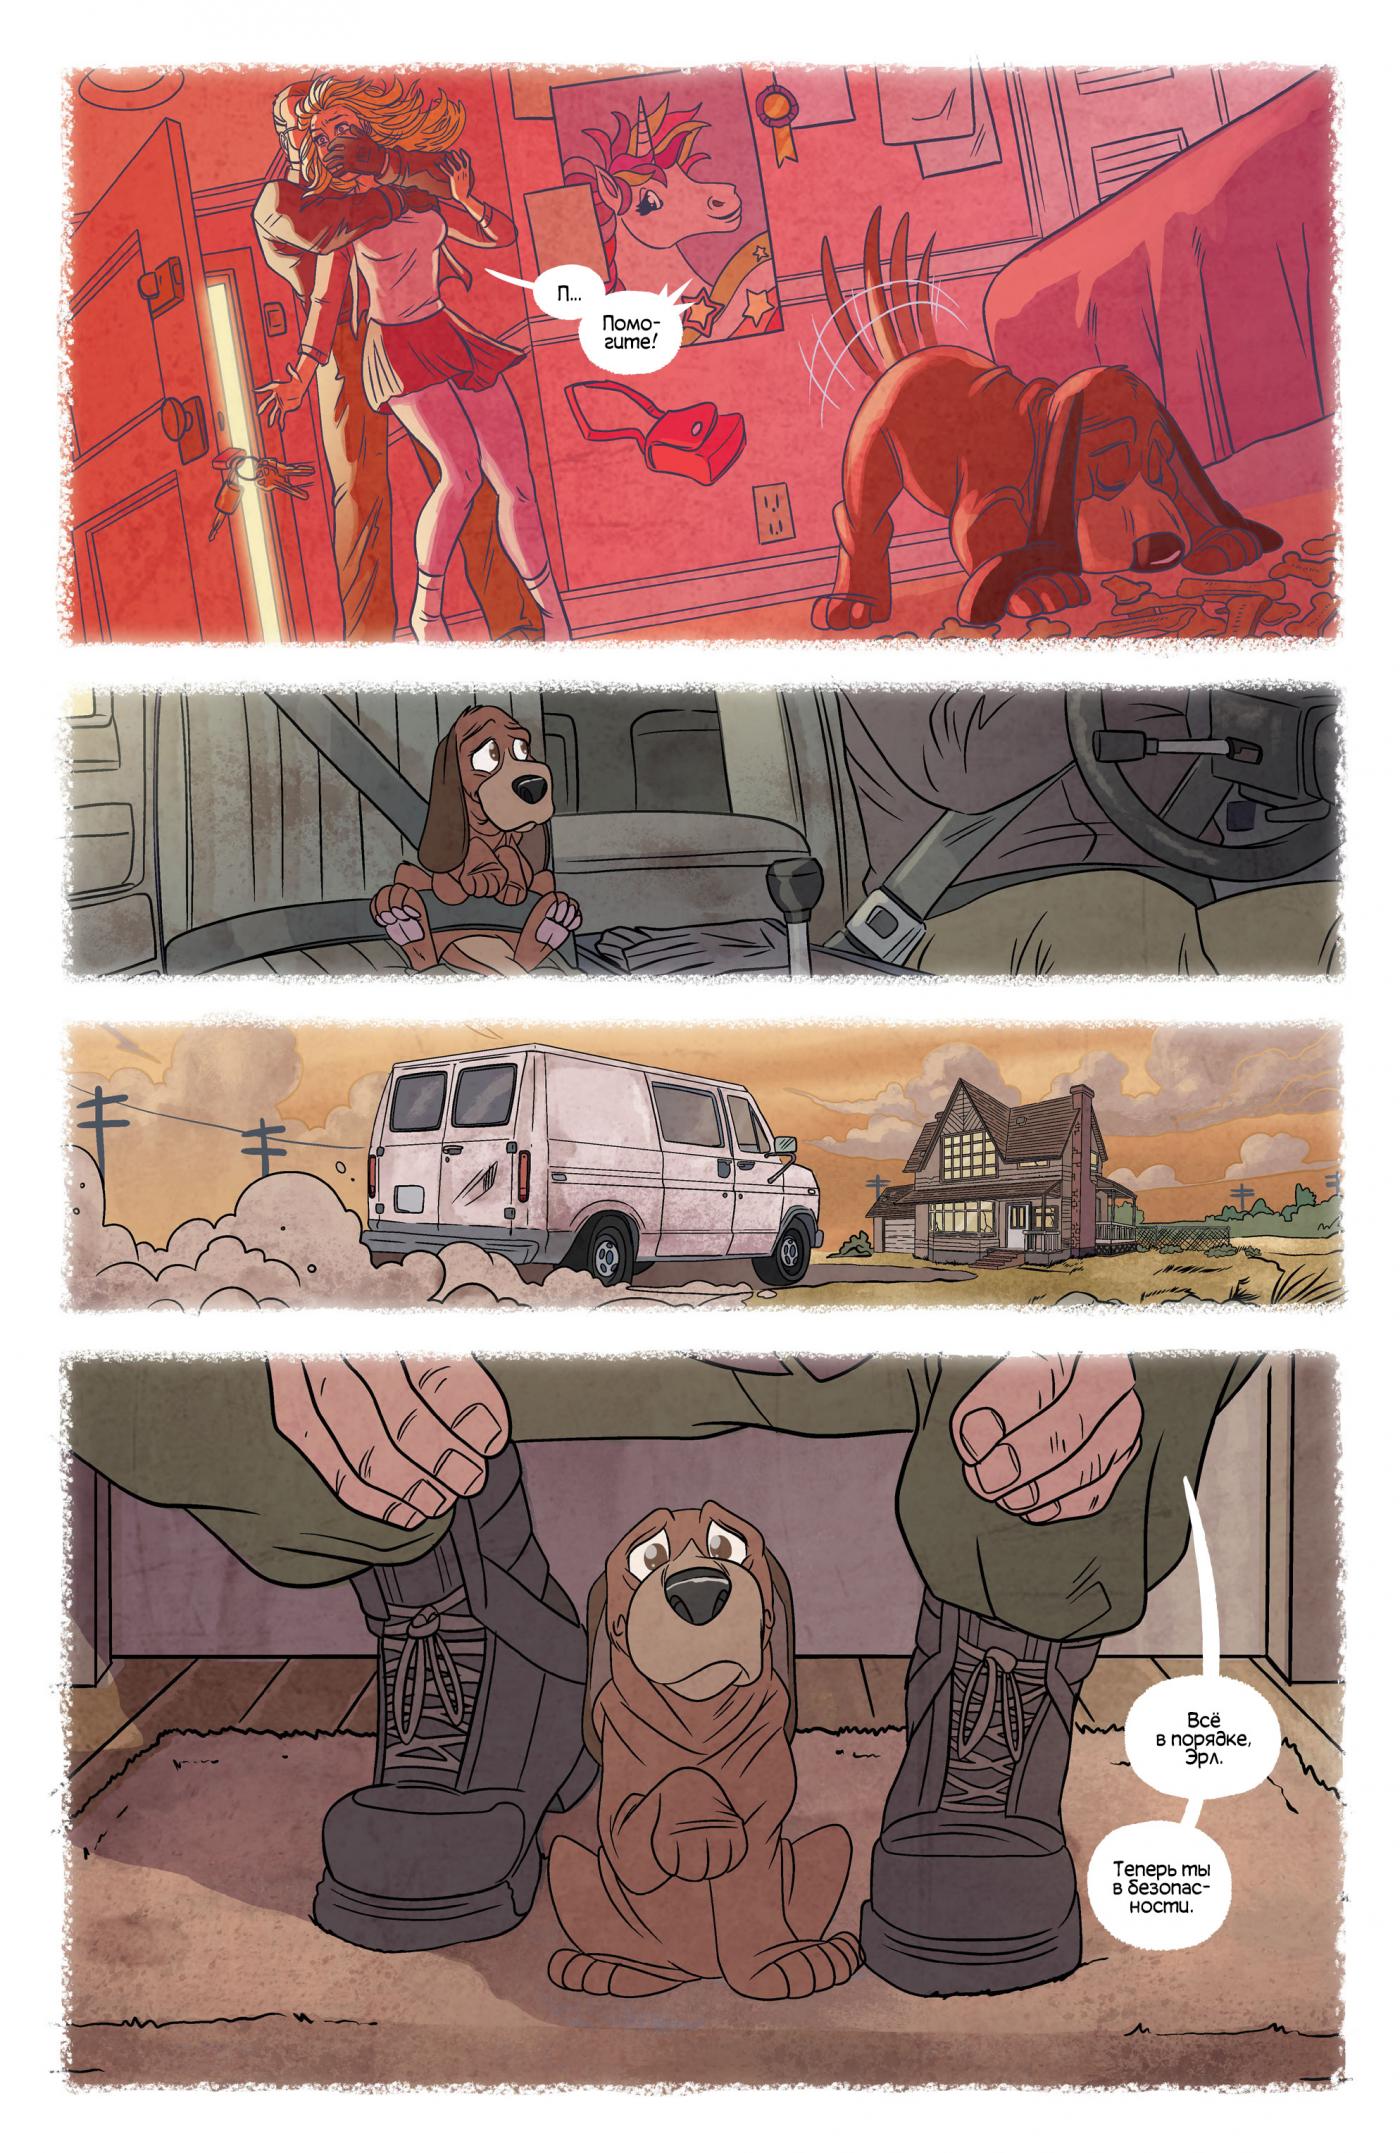 П...
Помо-
гите!
Всё
в порядке,
Эрл.
Теперь ты
в безопас-
ности.